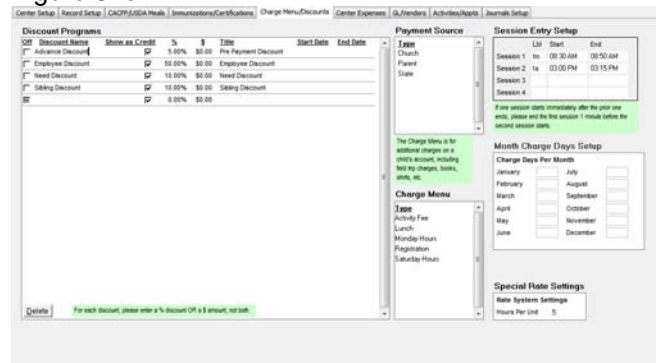 Center Setup Record Setup CACFP/USDA Meals Immunizations/Certifications Charge Menu/Discounts Center Expenses GL/Vendors Activities/Appts Journals Setup
Discount Programs
Off Discount Name Show as Credit % $ Title Start Date End Date
Advance Discount 5.00% $0.00 Pre Payment Discount
Employee Discount 50.00% $0.00 Employee Discount
Need Discount 10.00% $0.00 Need Discount
Sibling Discount 10.00% $0.00 Sibling Discount
0.00% $0.00
Delete
For each discount, please enter a % discount OR a $ amount, not both
Payment Source
Type
Church
Parent
State
The Charge Menu is for
additional charges on a
child's account, including
field trip charges, books,
shirts, etc.
Charge Menu
Type
Activity Fee
Lunch
Monday Hours
Registration
Saturday Hours
Session Entry Setup
Lbl Start End
Session 1 tm 08:30 AM 08:50 AM
Session 2 ta 03:00 PM 03:15 PM
Session 3
Session 4
If one session starts immediately after the prior one
ends, please end the first session 1 minute before the
second session starts.
Month Charge Days Setup
Charge Days Per Month
January July
February August
March September
April October
May November
June December
Special Rate Settings
Rate System Settings
Hours Per Unit 5